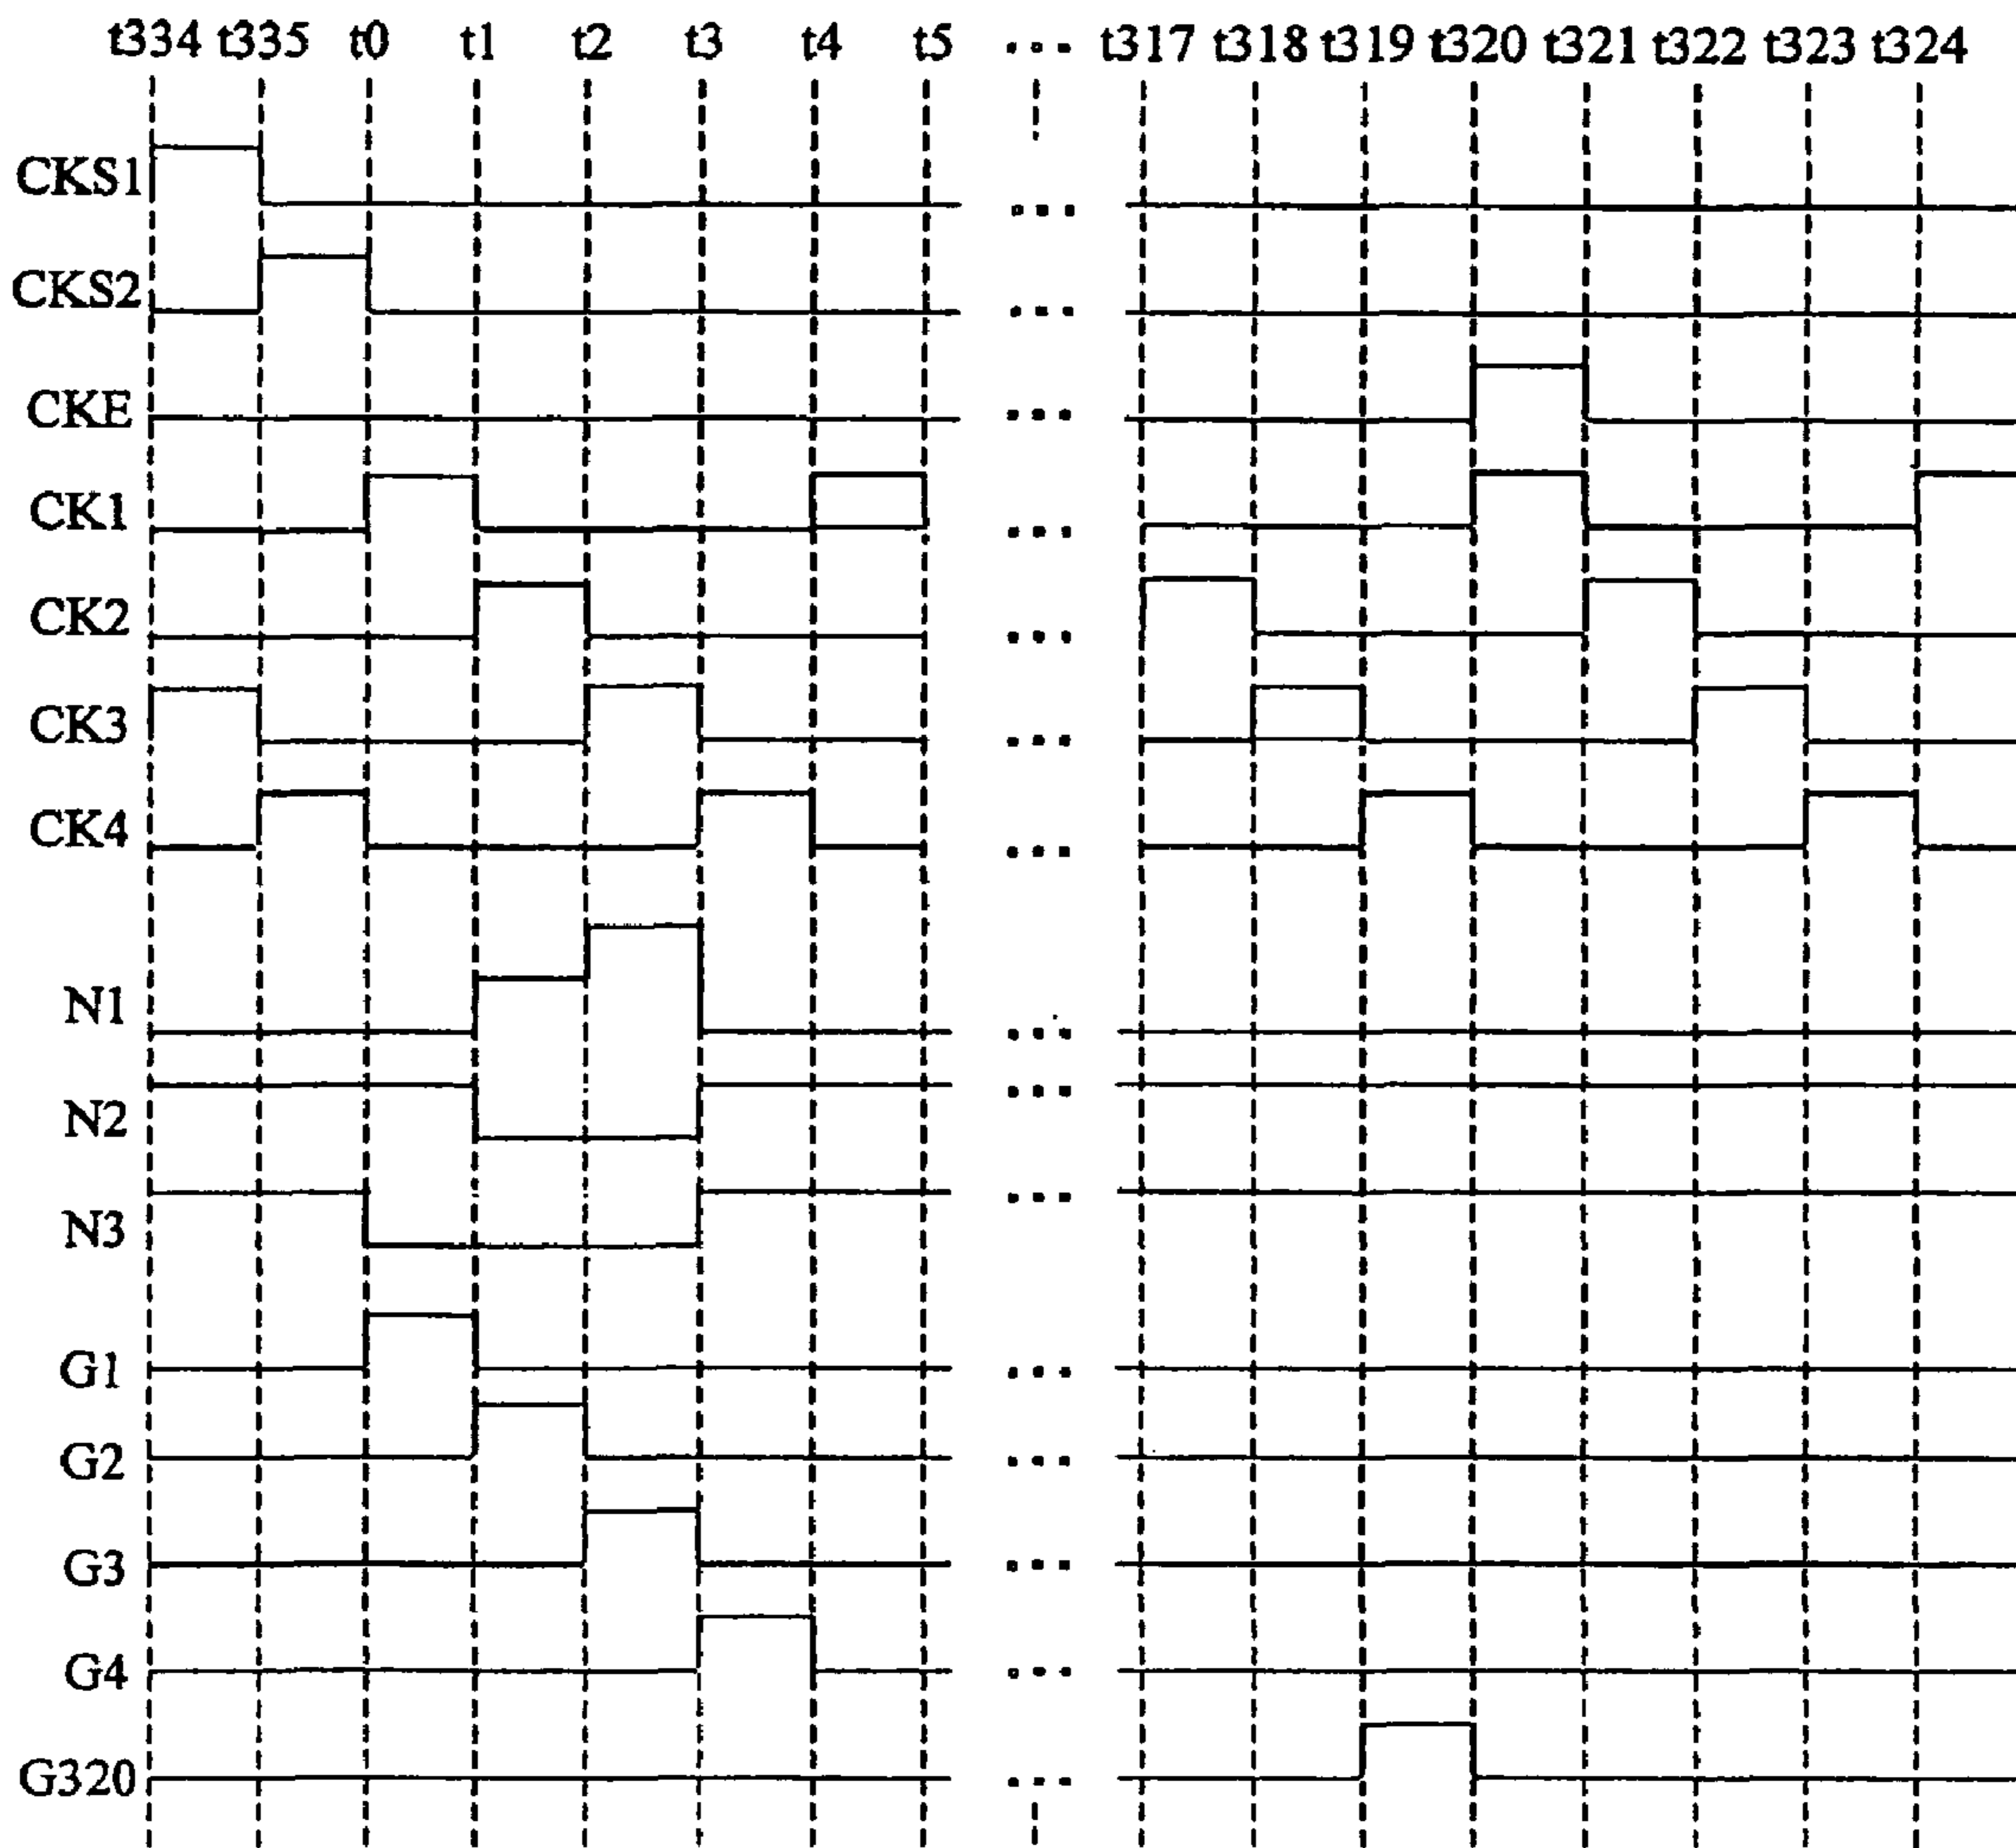 t334 t335 t0 t1 t2 t3 t4 t5 ... t317 t318 t319 t320 t321 t322 t323 t324
CKS1 ...
CKS2 ...
CKE ...
CK1 ...
CK2 ...
CK3 ...
CK4 ...
N1 ...
N2 ...
N3 ...
G1 ...
G2 ...
G3 ...
G4 ...
G320 ...